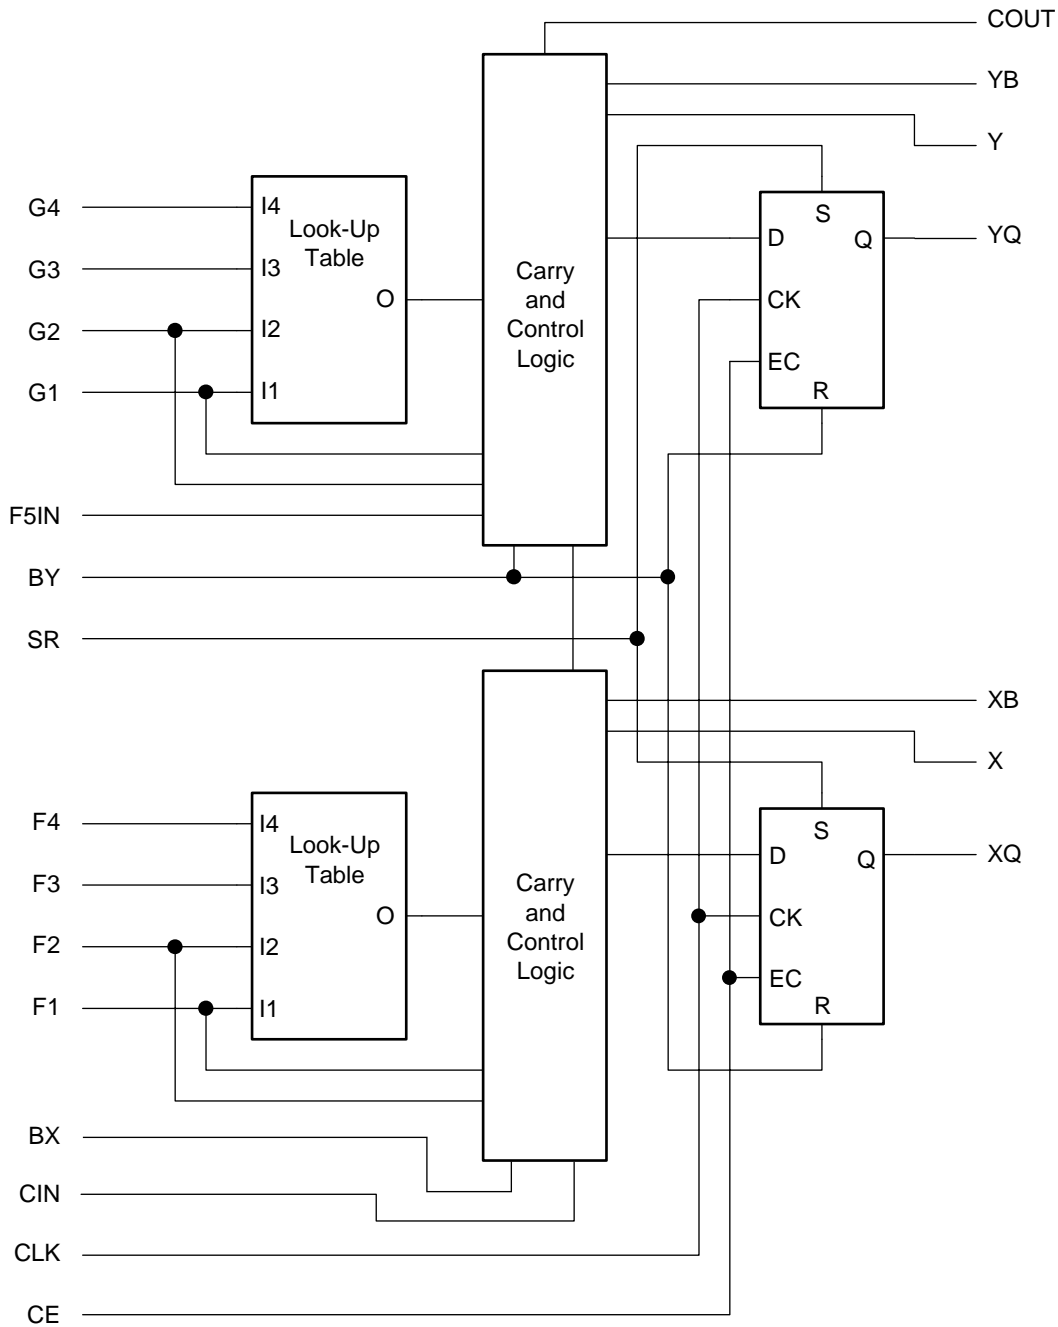 COUT
YB
Y
G4
I4
Look-Up
Table
S
D
Q
YQ
G3
I3
O
Carry
and
Control
Logic
CK
G2
I2
EC
G1
I1
R
F5IN
BY
SR
XB
X
F4
I4
Look-Up
Table
S
D
Q
XQ
F3
I3
O
Carry
and
Control
Logic
CK
F2
I2
EC
F1
I1
R
BX
CIN
CLK
CE